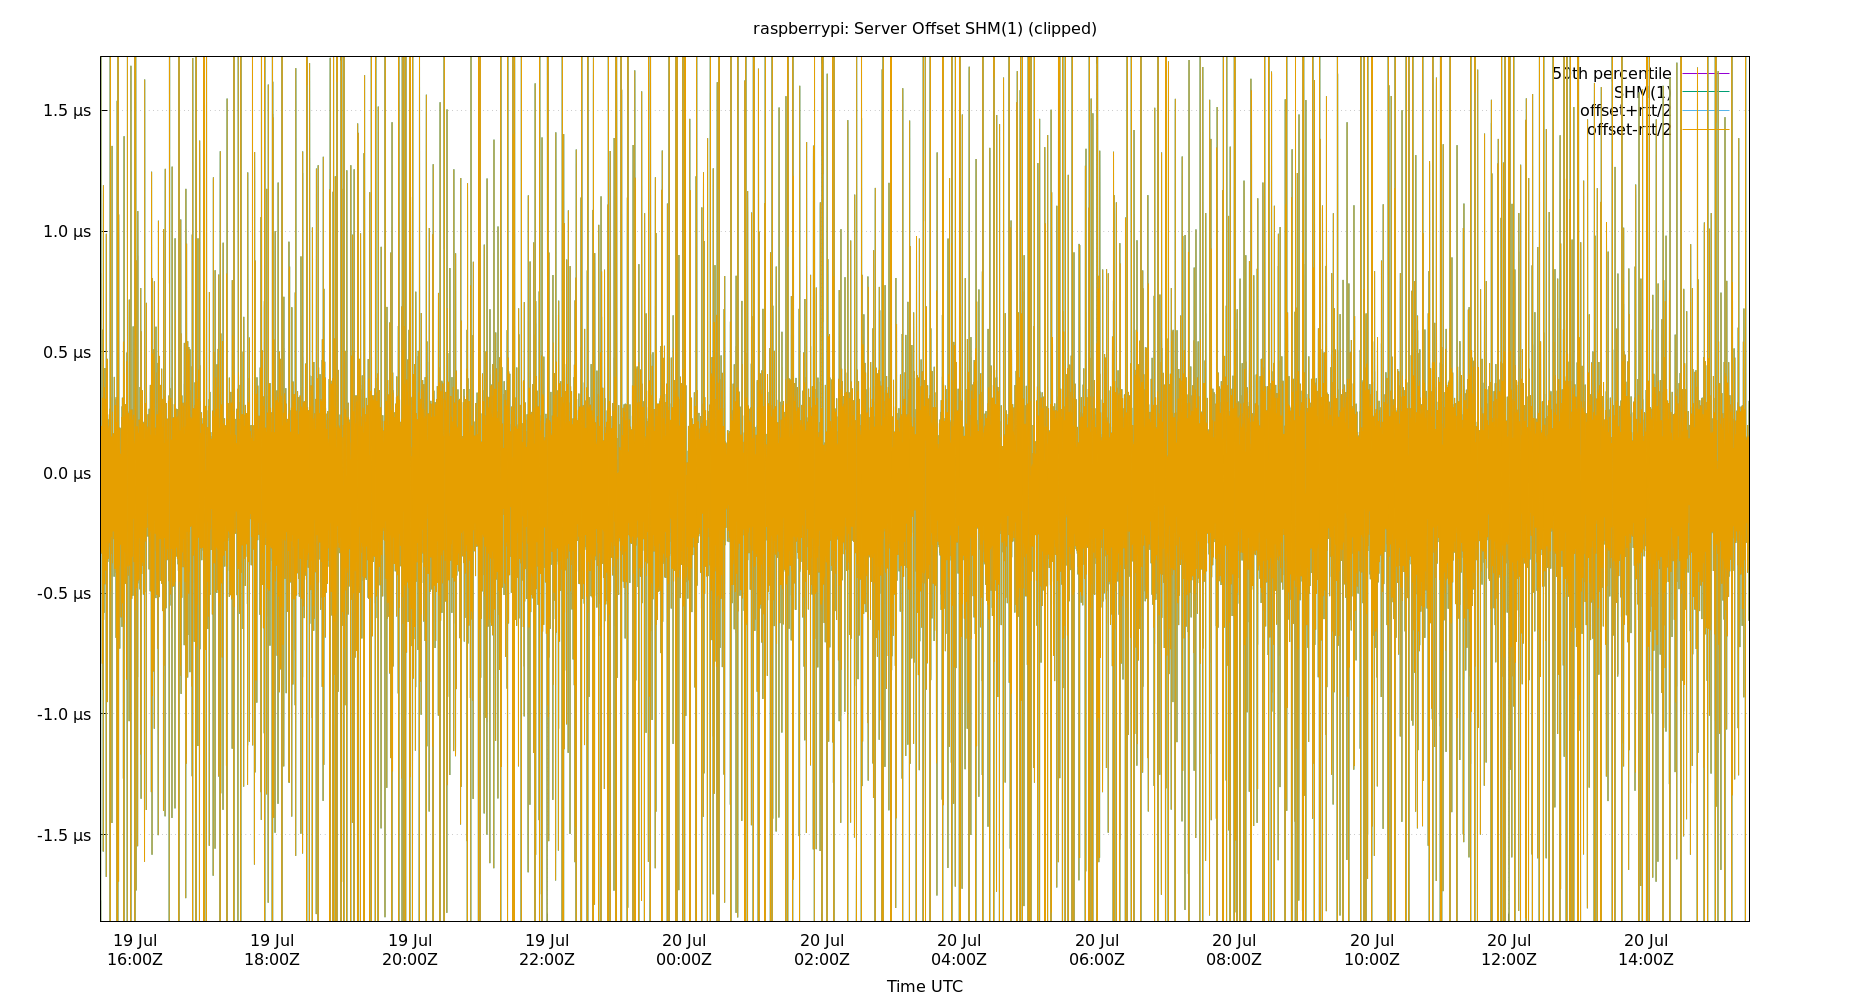 raspberrypi: Server Offset SHM(1) (clipped)
50th percentile
SHM(1)
offset+rtt/2
offset-rtt/2
1.5 µs
1.0 µs
0.5 µs
0.0 µs
-0.5 µs
-1.0 µs
-1.5 µs
19 Jul 19 Jul 19 Jul 19 Jul 20 Jul 20 Jul 20 Jul 20 Jul 20 Jul 20 Jul 20 Jul 20 Jul
16:00Z 18:00Z 20:00Z 22:00Z 00:00Z 02:00Z 04:00Z 06:00Z 08:00Z 10:00Z 12:00Z 14:00Z
Time UTC